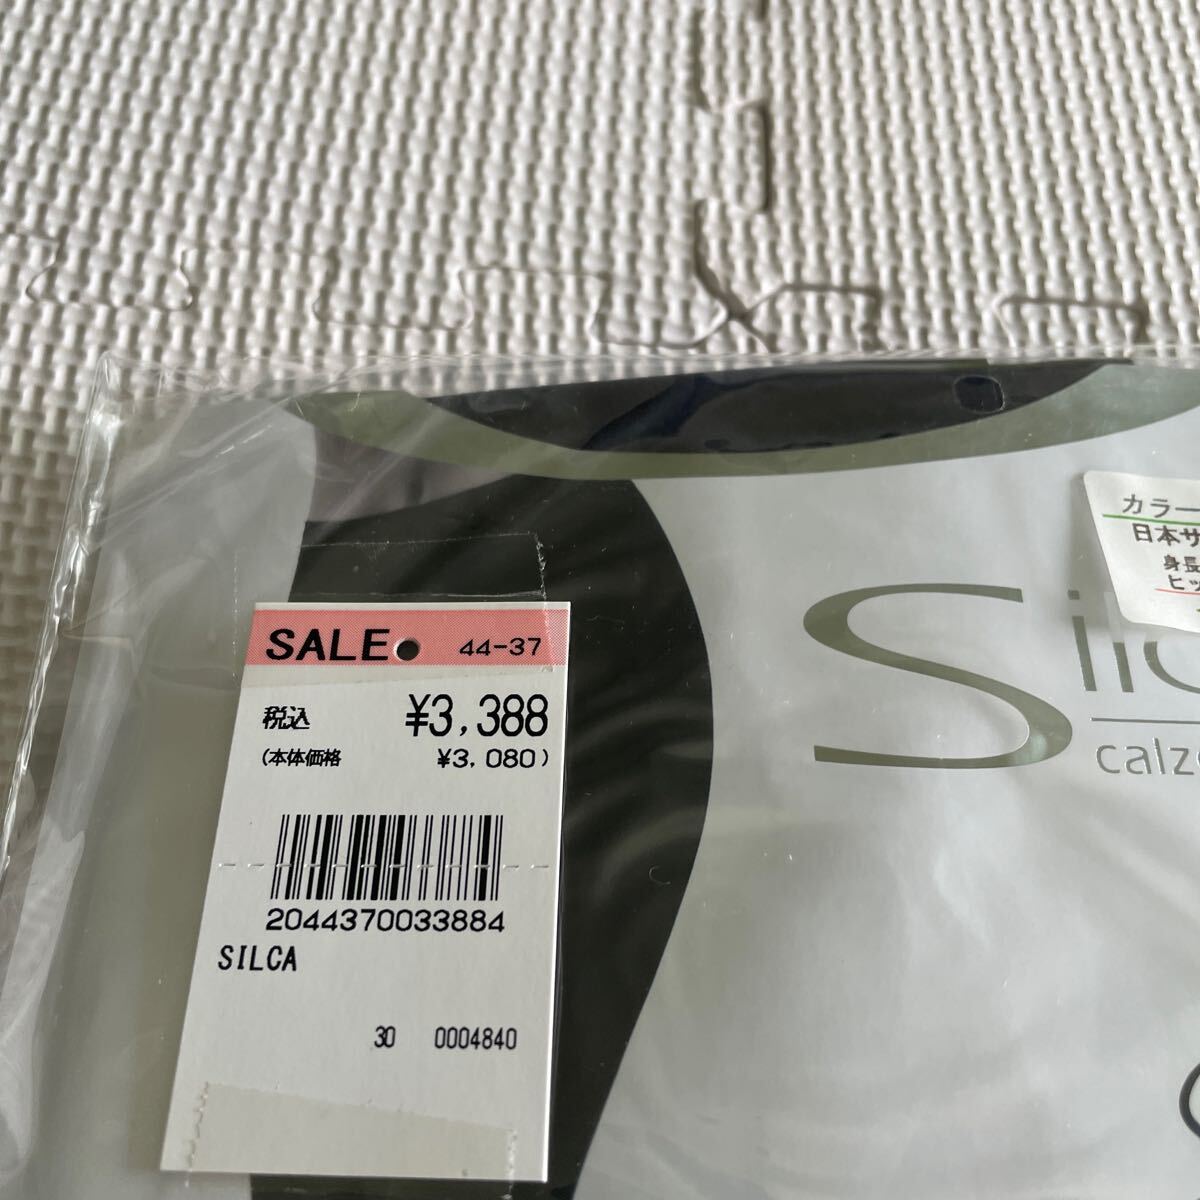 SALE 44-37
税込 ¥3,388
(本体価格 ¥3,080)
2044370033884
SILCA
30 0004840
カラー
日本サ
身長
ヒッ
Silc
calz